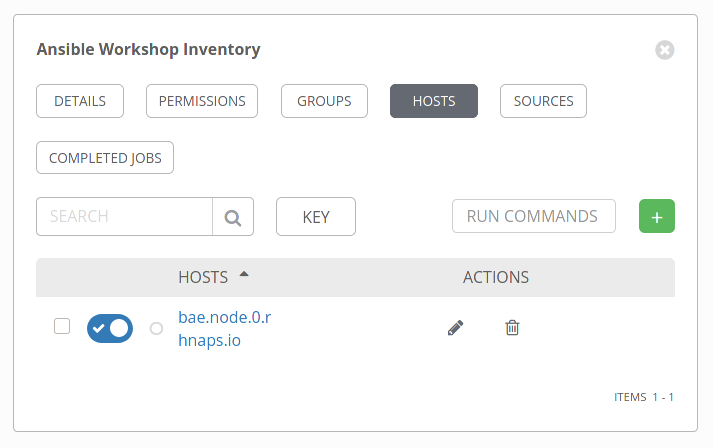 Ansible Workshop Inventory
DETAILS
PERMISSIONS
GROUPS
HOSTS
SOURCES
COMPLETED JOBS
SEARCH
KEY
RUN COMMANDS
+
HOSTS
ACTIONS
bae.node.0.r
hnaps.io
ITEMS 1 - 1